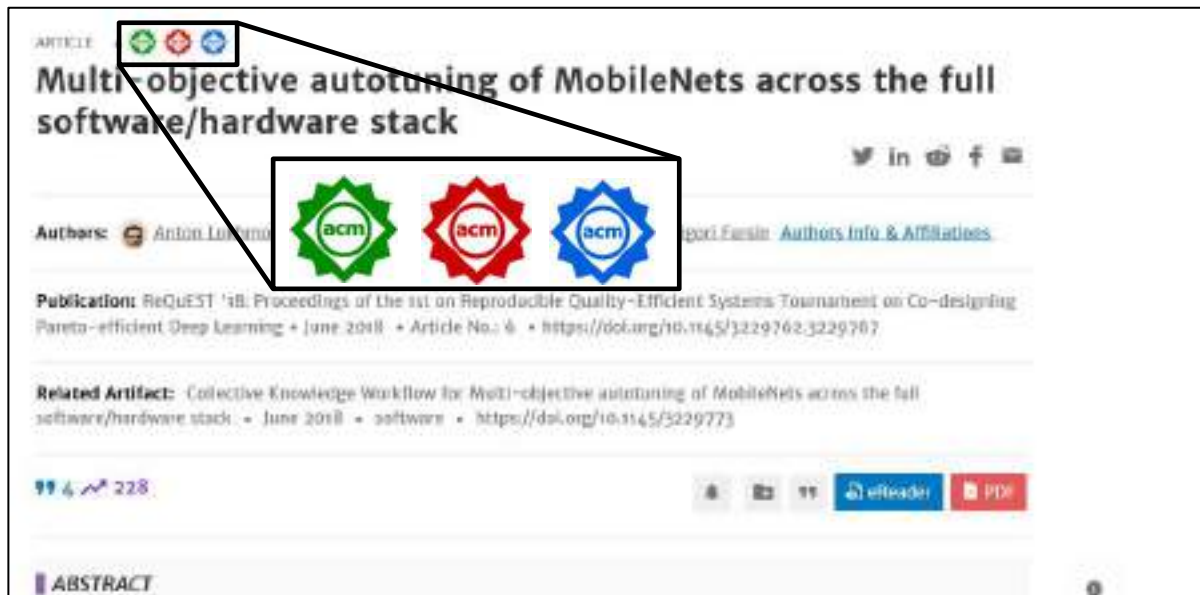 ARTICLE
Multi-objective autotuning of MobileNets across the full
software/hardware stack
acm acm acm
Authors: Anton Authors Info & Affiliations
Publication: ReQuEST '18: Proceedings of the 1st on Reproducible Quality-Efficient Systems Tournament on Co-designing
Pareto-efficient Deep Learning • June 2018 • Article No.: 6 • https://doi.org/10.1145/3229762.3229767
Related Artifact: Collective Knowledge Workflow for Multi-objective autotuning of MobileNets across the full
software/hardware stack • June 2018 • software • https://doi.org/10.1145/3229773
4 228
eReader PDF
ABSTRACT